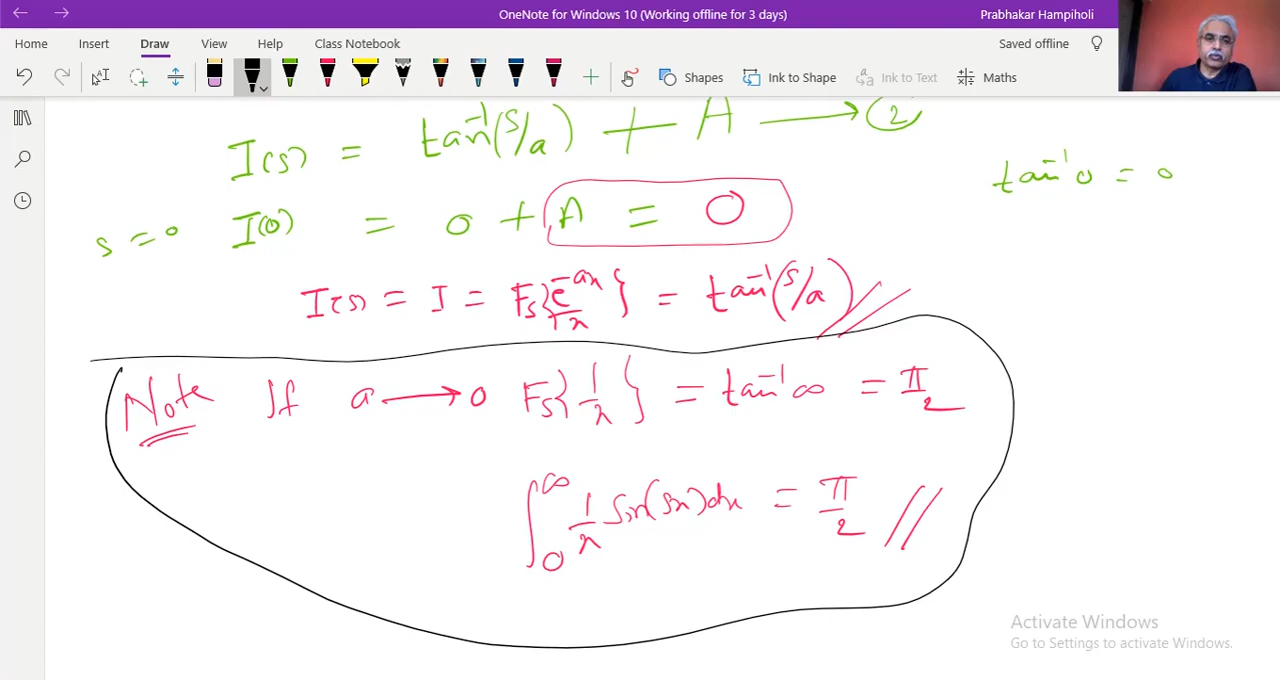 OneNote for Windows 10 (Working offline for 3 days)
Prabhakar Hampiholi
Home Insert Draw View Help Class Notebook
Saved offline
Shapes Ink to Shape Ink to Text Maths
I(s) = tan⁻¹(s/a) + A → ②
tan⁻¹ 0 = 0
s = 0 I(0) = 0 + A = 0
I(s) = I = Fs{e⁻ᵃˣ/x} = tan⁻¹(s/a) //
Note If a → 0 Fs{1/x} = tan⁻¹ ∞ = π/2
∫₀^∞ 1/x Sin(sx)dx = π/2 //
Activate Windows
Go to Settings to activate Windows.